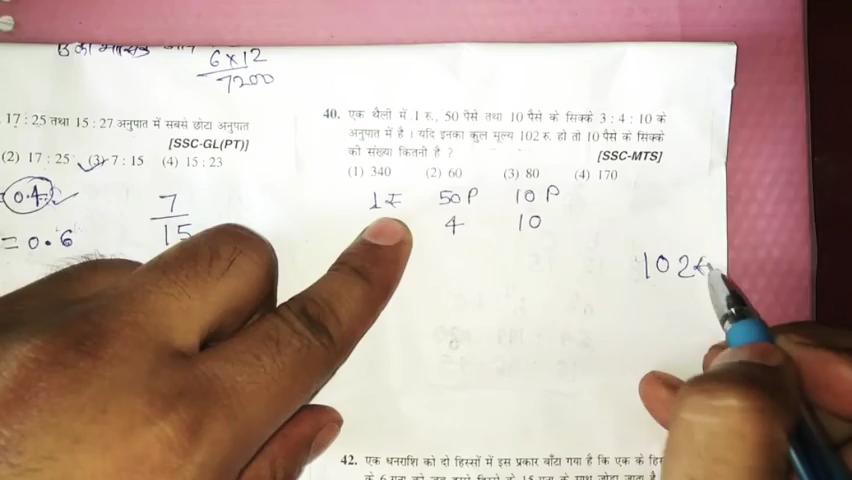 6 x 12
7200
17 : 25 तथा 15 : 27 अनुपात में सबसे छोटा अनुपात
[SSC-GL(PT)]
(2) 17 : 25 (3) 7 : 15 (4) 15 : 23
0.4
= 0.6
7
15
40. एक थैली में 1 रु., 50 पैसे तथा 10 पैसे के सिक्के 3 : 4 : 10 के
अनुपात में है । यदि इनका कुल मूल्य 102 रु. हो तो 10 पैसे के सिक्के
की संख्या कितनी है ?
[SSC-MTS]
(1) 340 (2) 60 (3) 80 (4) 170
1₹ 50P 10P
4 10
102₹
42. एक धनराशि को दो हिस्सों में इस प्रकार बाँटा गया है कि एक के